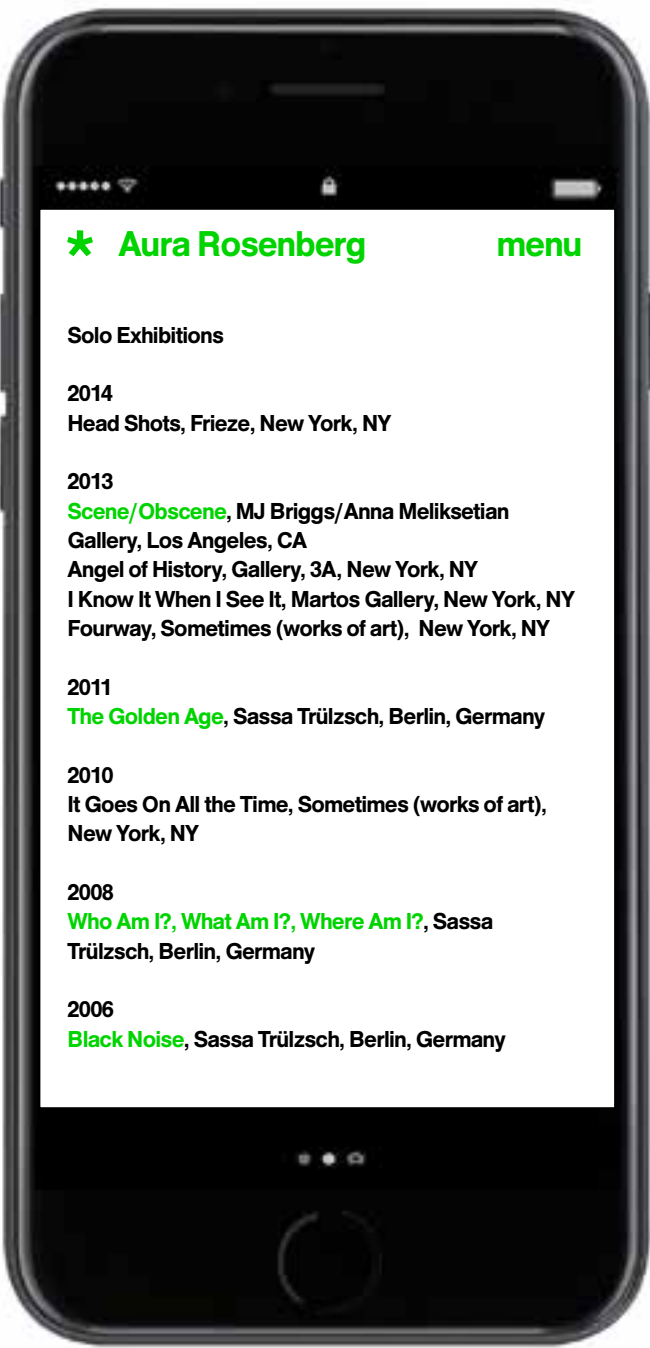 * Aura Rosenberg menu
Solo Exhibitions
2014
Head Shots, Frieze, New York, NY
2013
Scene/Obscene, MJ Briggs/Anna Meliksetian
Gallery, Los Angeles, CA
Angel of History, Gallery, 3A, New York, NY
I Know It When I See It, Martos Gallery, New York, NY
Fourway, Sometimes (works of art),  New York, NY
2011
The Golden Age, Sassa Trülzsch, Berlin, Germany
2010
It Goes On All the Time, Sometimes (works of art),
New York, NY
2008
Who Am I?, What Am I?, Where Am I?, Sassa
Trülzsch, Berlin, Germany
2006
Black Noise, Sassa Trülzsch, Berlin, Germany